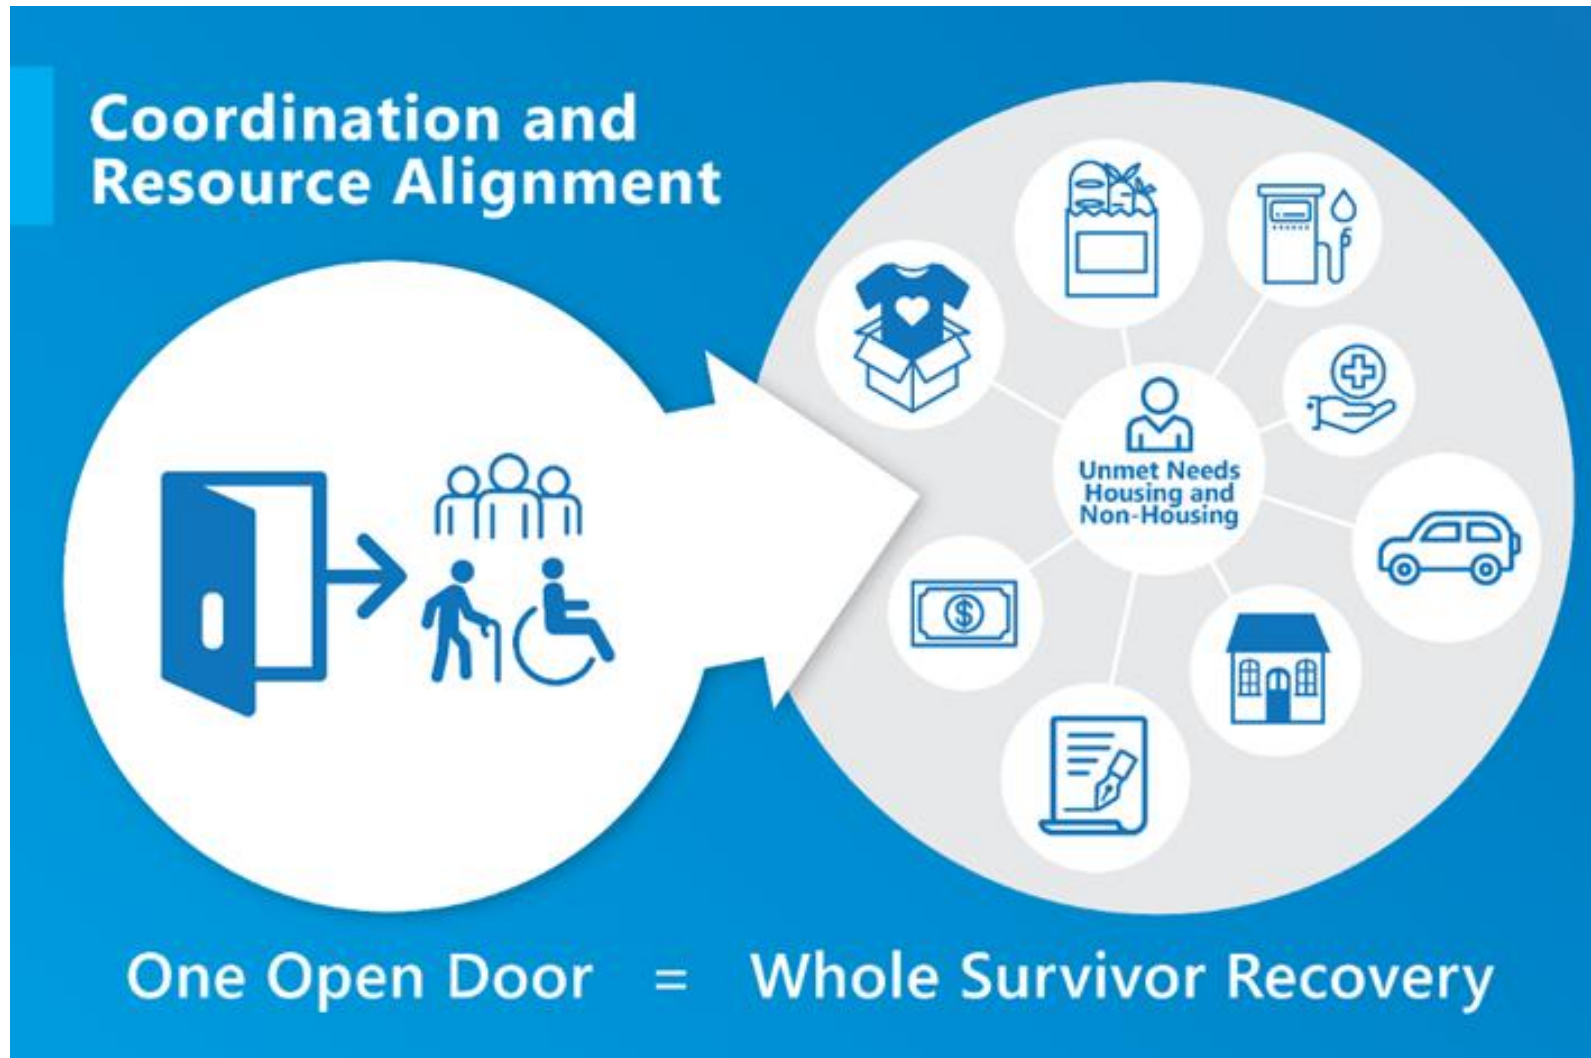 Coordination and
Resource Alignment
Unmet Needs
Housing and
Non-Housing
$
One Open Door = Whole Survivor Recovery